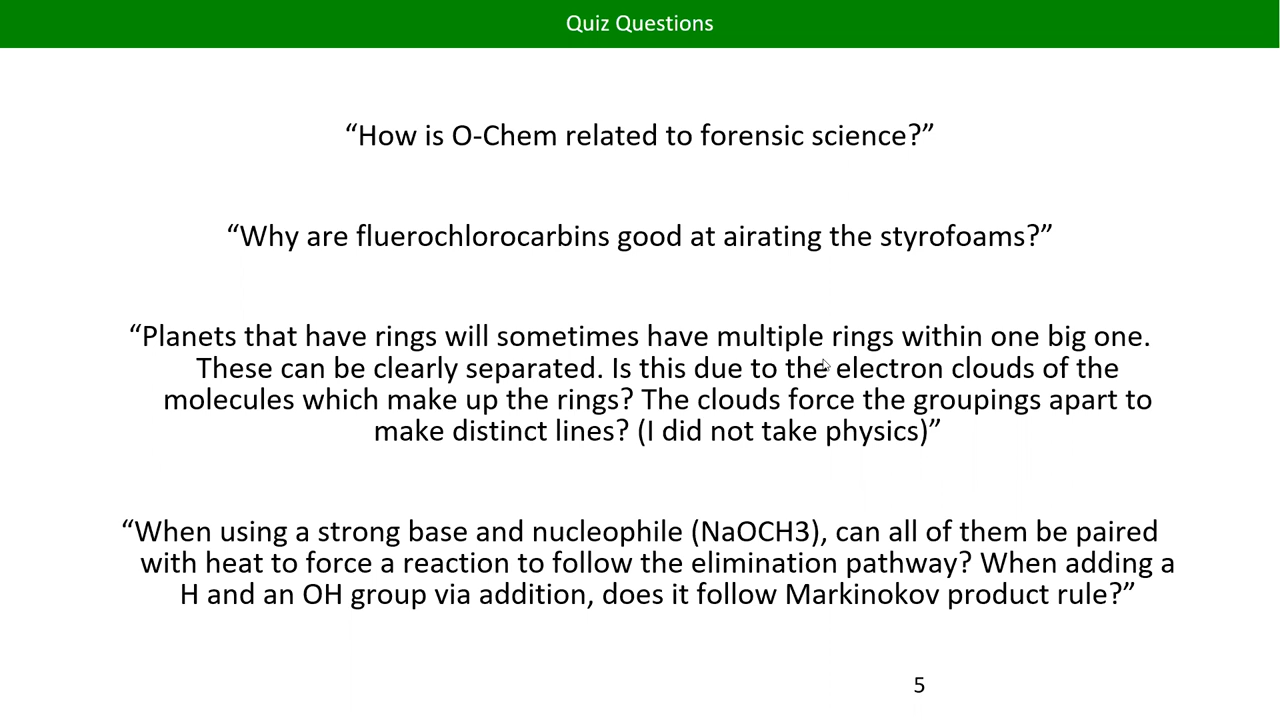 Quiz Questions
“How is O-Chem related to forensic science?”
“Why are fluerochlorocarbins good at airating the styrofoams?”
“Planets that have rings will sometimes have multiple rings within one big one.
These can be clearly separated. Is this due to the electron clouds of the
molecules which make up the rings? The clouds force the groupings apart to
make distinct lines? (I did not take physics)”
“When using a strong base and nucleophile (NaOCH3), can all of them be paired
with heat to force a reaction to follow the elimination pathway? When adding a
H and an OH group via addition, does it follow Markinokov product rule?”
5